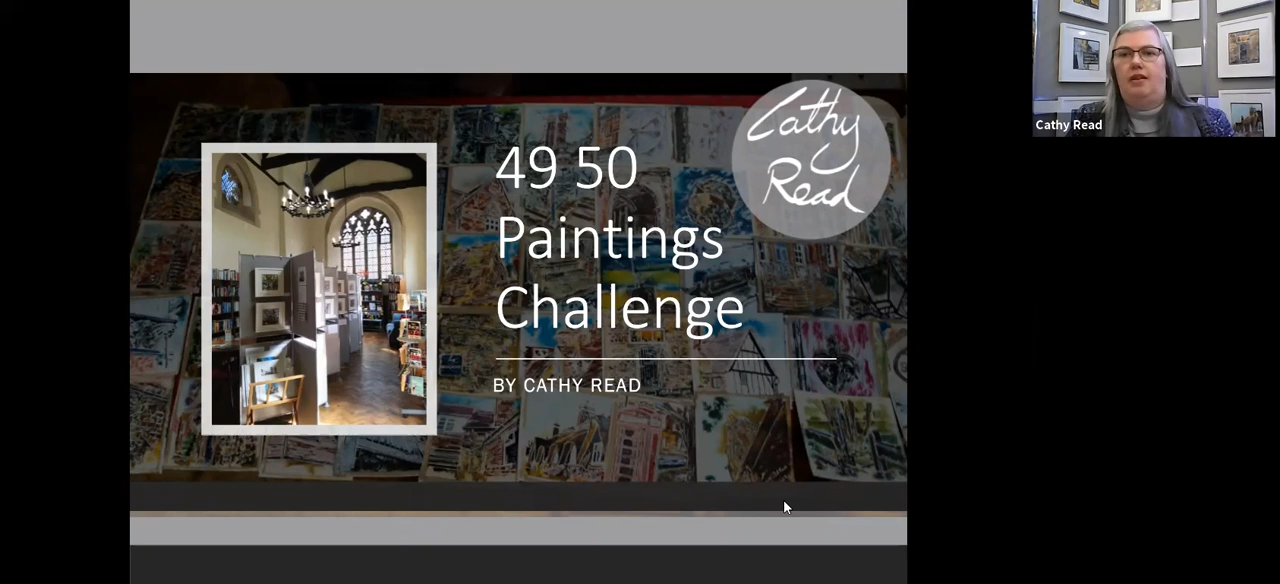 49 50
Paintings
Challenge
BY CATHY READ
Cathy
Read
Cathy Read